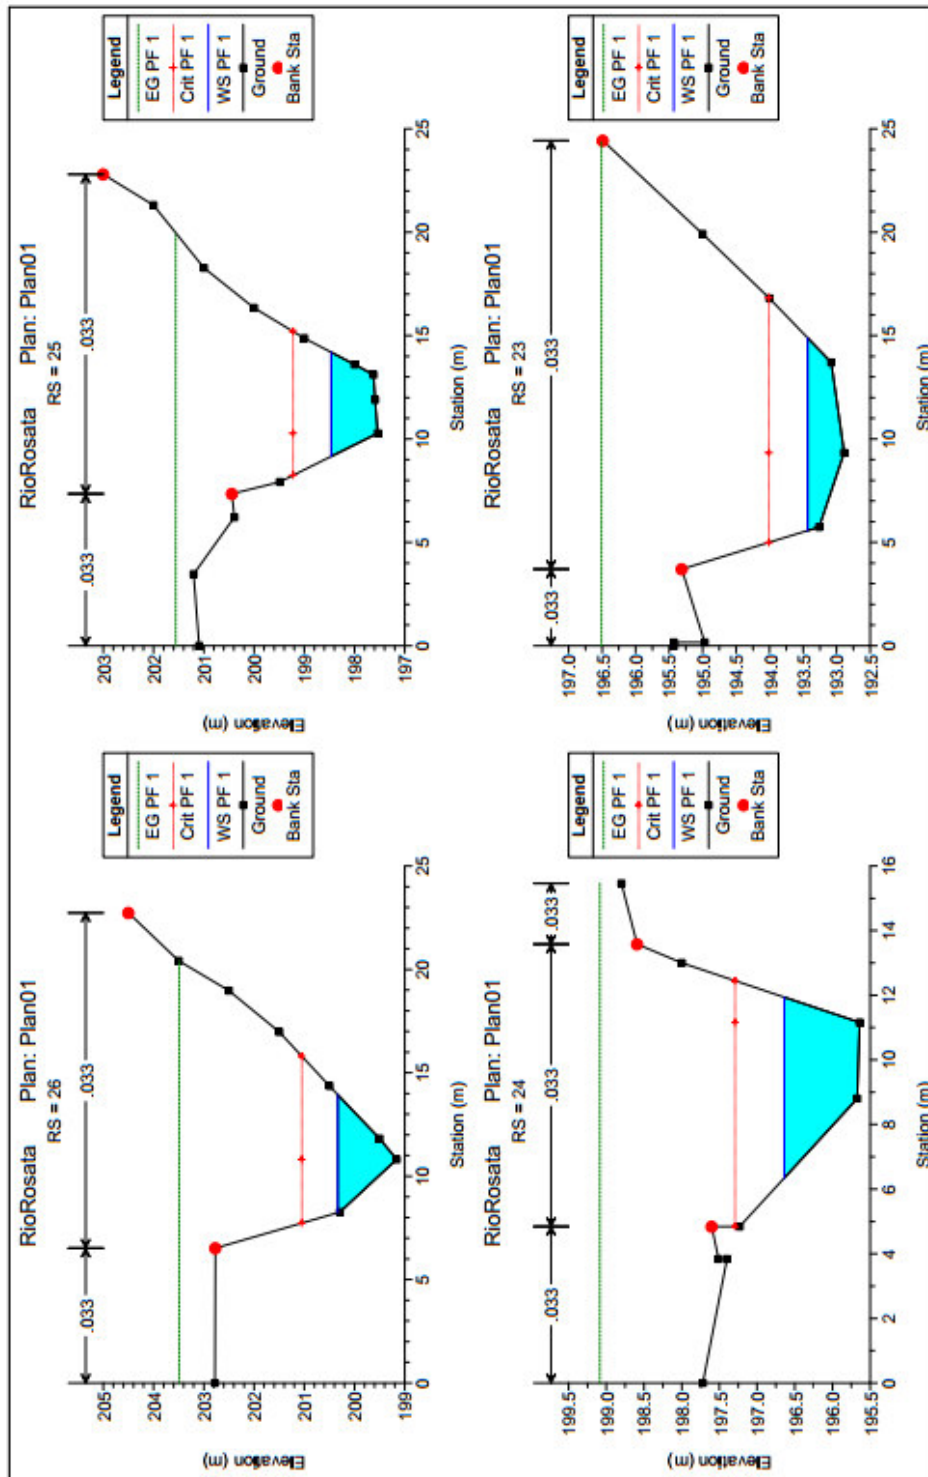 RioRosata Plan: Plan01
RS = 26
.033
.033
Legend
EG PF 1
Crit PF 1
WS PF 1
Ground
Bank Sta
205
204
203
202
201
200
199
Elevation (m)
0
5
10
15
20
25
Station (m)
RioRosata Plan: Plan01
RS = 25
.033
.033
Legend
EG PF 1
Crit PF 1
WS PF 1
Ground
Bank Sta
203
202
201
200
199
198
197
Elevation (m)
0
5
10
15
20
25
Station (m)
RioRosata Plan: Plan01
RS = 24
.033
.033
.033
Legend
EG PF 1
Crit PF 1
WS PF 1
Ground
Bank Sta
199.5
199.0
198.5
198.0
197.5
197.0
196.5
196.0
195.5
Elevation (m)
0
2
4
6
8
10
12
14
16
Station (m)
RioRosata Plan: Plan01
RS = 23
.033
.033
Legend
EG PF 1
Crit PF 1
WS PF 1
Ground
Bank Sta
197.0
196.5
196.0
195.5
195.0
194.5
194.0
193.5
193.0
192.5
Elevation (m)
0
5
10
15
20
25
Station (m)